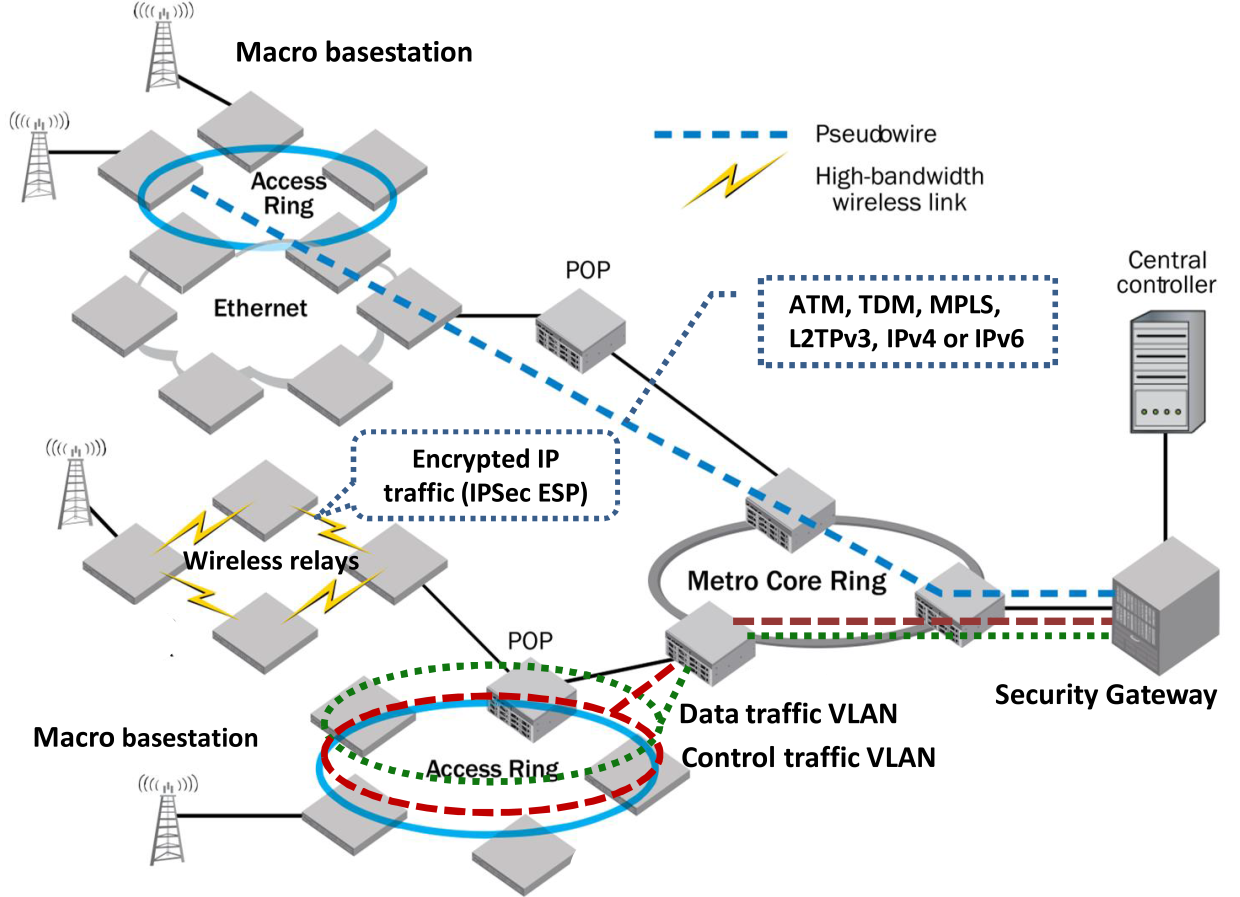 Macro basestation
Pseudowire
High-bandwidth
wireless link
Access
Ring
Ethernet
POP
ATM, TDM, MPLS,
L2TPv3, IPv4 or IPv6
Central
controller
Encrypted IP
traffic (IPSec ESP)
Wireless relays
Metro Core Ring
POP
Security Gateway
Data traffic VLAN
Macro basestation
Control traffic VLAN
Access Ring